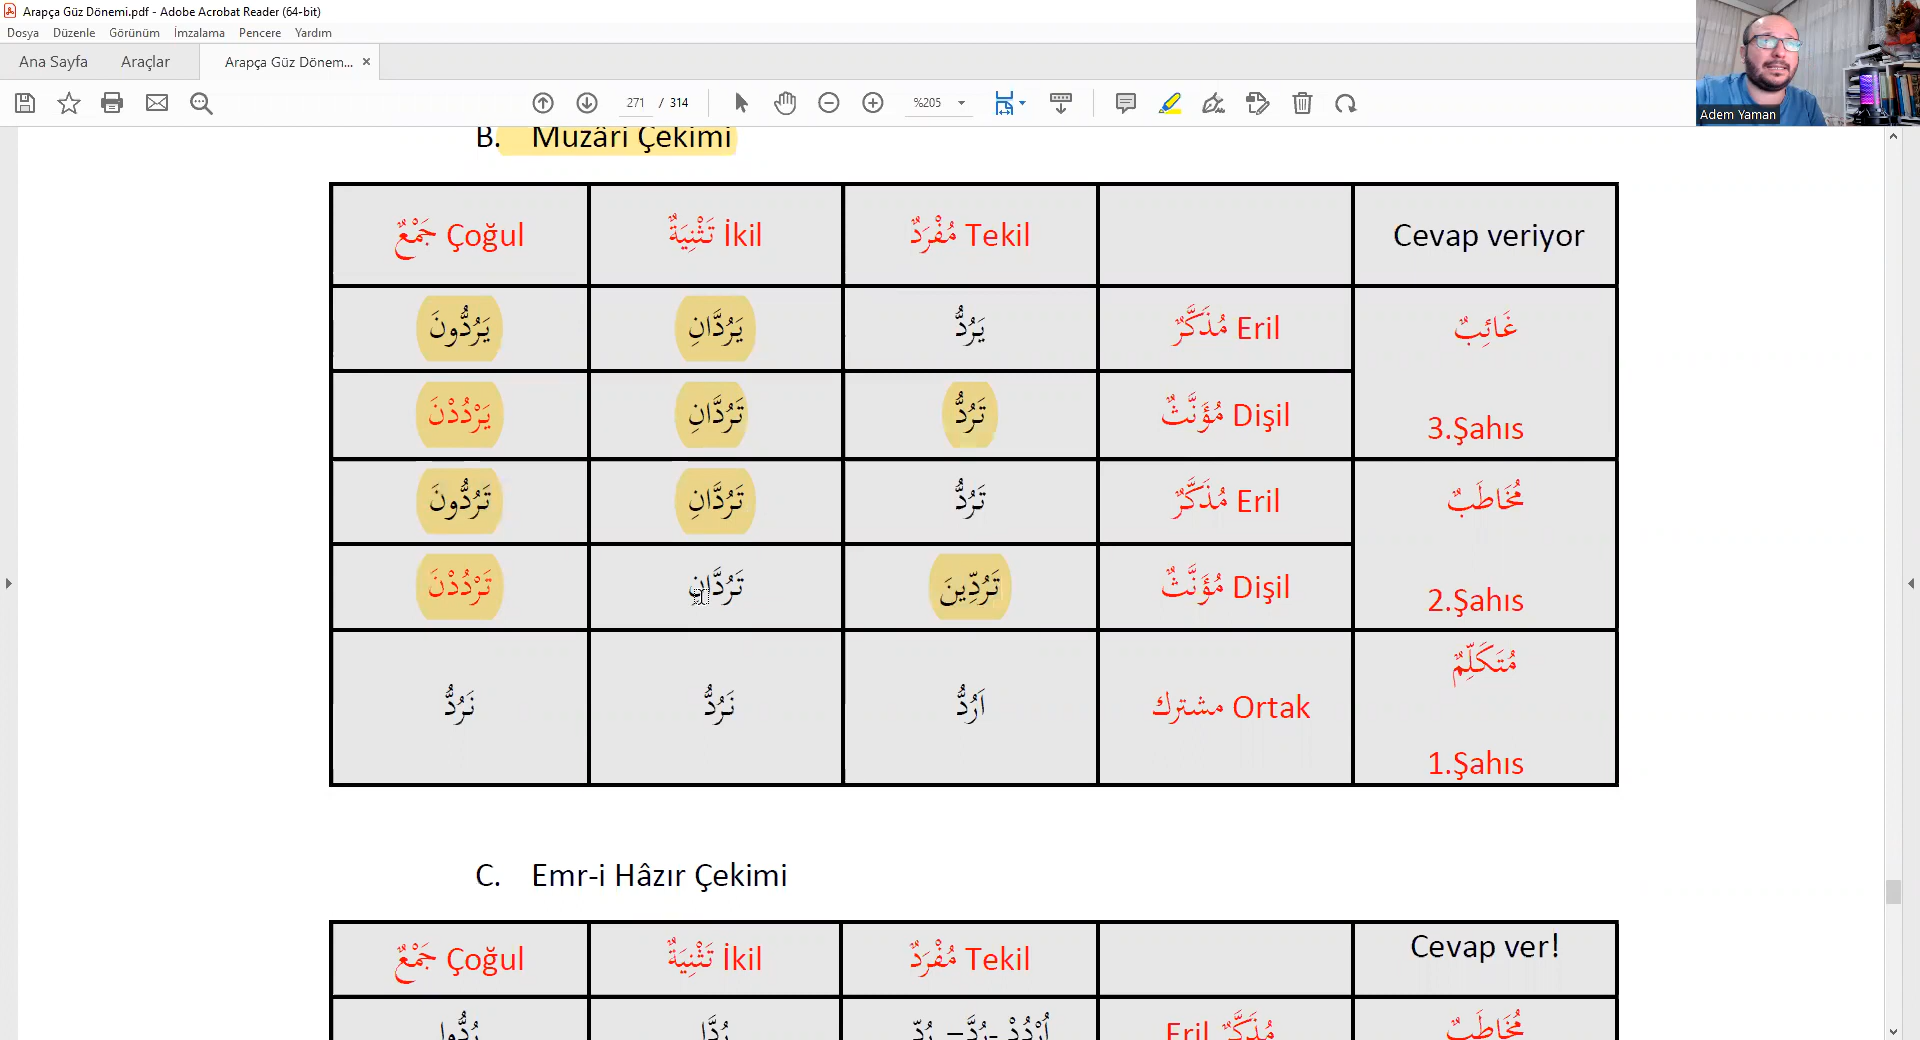 Arapça Güz Dönemi.pdf - Adobe Acrobat Reader (64-bit)
Dosya Düzenle Görünüm İmzalama Pencere Yardım
Ana Sayfa Araçlar Arapça Güz Dönem... ×
271 / 314 %205
Adem Yaman
B. Muzâri Çekimi
جَمْعٌ Çoğul تَثْنِيَةٌ İkil مُفْرَدٌ Tekil Cevap veriyor
يَرُدُّونَ يَرُدَّانِ يَرُدُّ مُذَكَّرٌ Eril غَائِبٌ
يَرْدُدْنَ تَرُدَّانِ تَرُدُّ مُؤَنَّثٌ Dişil 3.Şahıs
تَرُدُّونَ تَرُدَّانِ تَرُدُّ مُذَكَّرٌ Eril مُخَاطَبٌ
تَرْدُدْنَ تَرُدَّانِ تَرُدِّينَ مُؤَنَّثٌ Dişil 2.Şahıs
مُتَكَلِّمٌ
نَرُدُّ نَرُدُّ اَرُدُّ مشترك Ortak
1.Şahıs
C. Emr-i Hâzır Çekimi
جَمْعٌ Çoğul تَثْنِيَةٌ İkil مُفْرَدٌ Tekil Cevap ver!
رُدُّوا رُدَّا اُرْدُدْ -رُدَّ – رُدِّ Eril مُذَكَّرٌ مُخَاطَبٌ